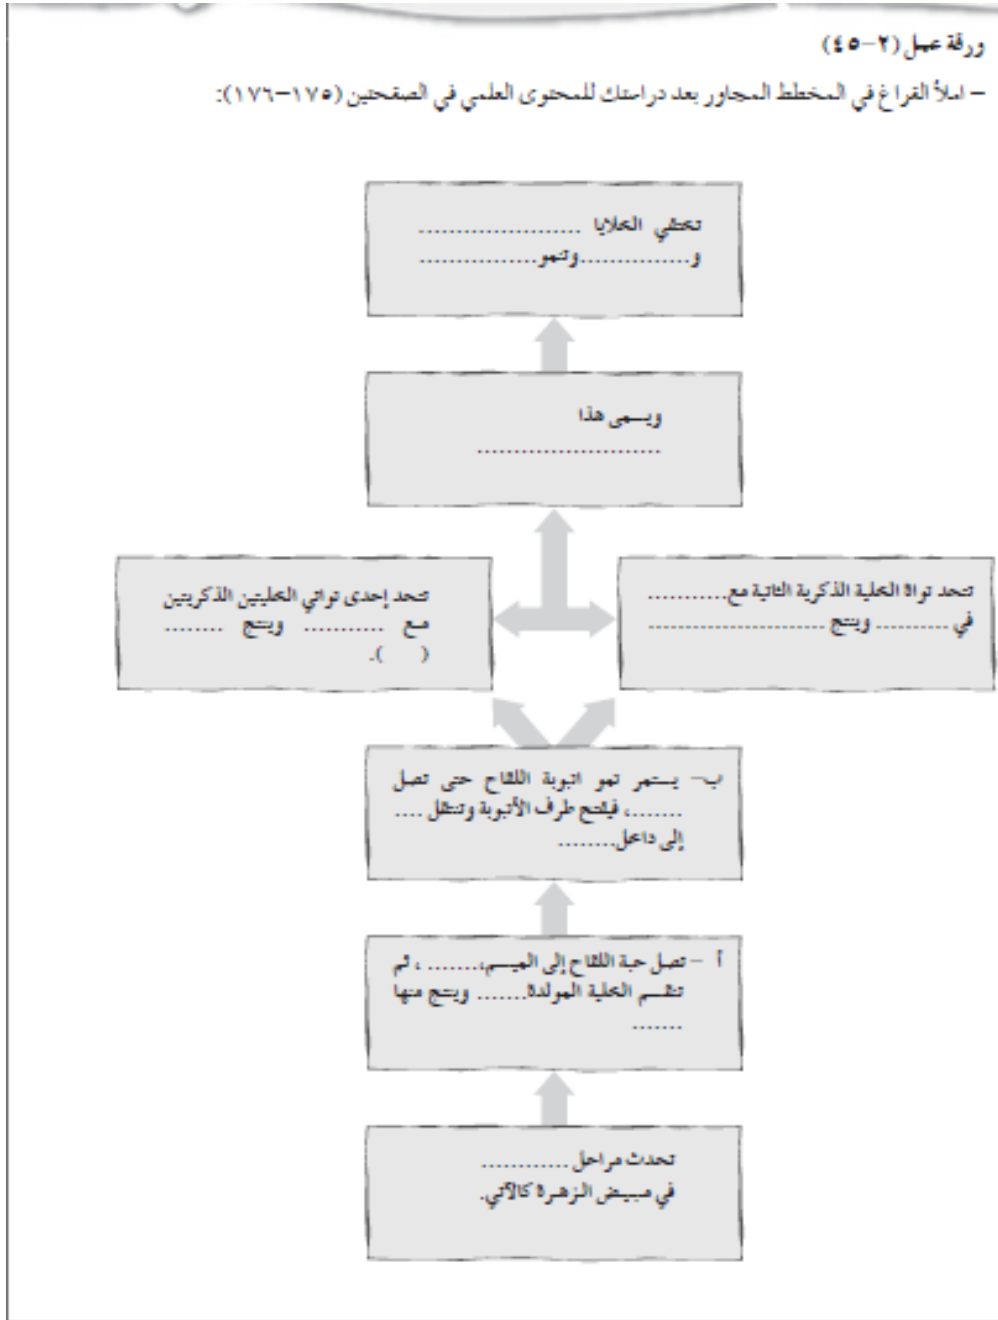 ورقة عمل (٢-٤٥)
– املأ الفراغ في المخطط المجاور بعد دراستك للمحتوى العلمي في الصفحتين (١٧٥-١٧٦):
تختفي الخلايا ......................
و...............وتنمو................
ويسمى هذا
.........................
تتحد نواة الخلية الذكرية الثانية مع...........
في .......... وينتج ........................
تتحد إحدى نواتي الخليتين الذكريتين
مع ........... وينتج ........
(    ).
ب– يستمر نمو انبوبة اللقاح حتى تصل
.......، فيفتح طرف الأنبوبة وتنتقل ....
إلى داخل........
أ – تصل حبة اللقاح إلى الميسم،....... ، ثم
تنقسم الخلية المولدة....... وينتج منها
.......
تحدث مراحل ............
في مبيض الزهرة كالآتي.